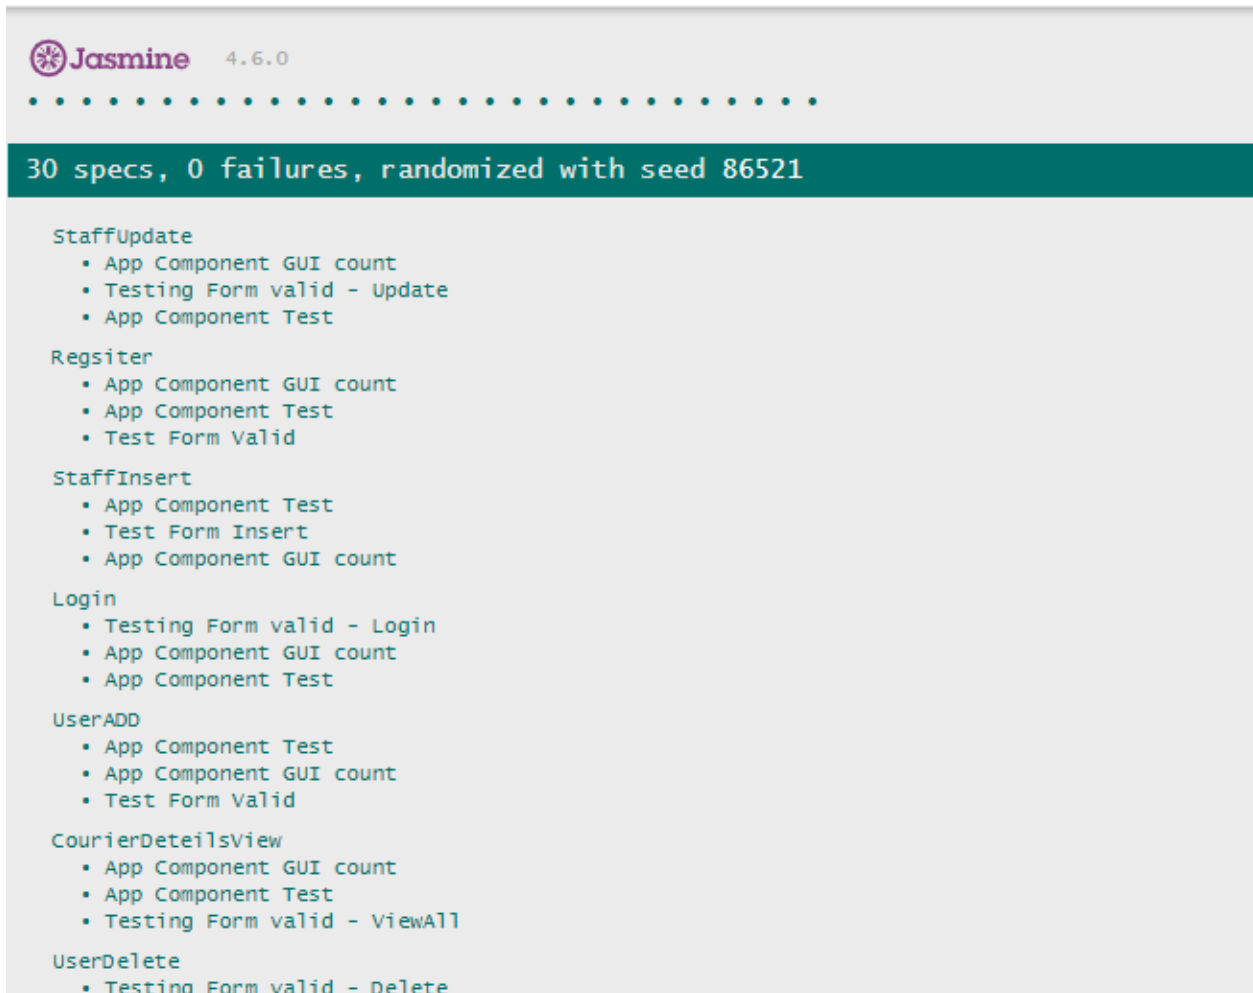 Jasmine 4.6.0
• • • • • • • • • • • • • • • • • • • • • • • • • • • • • •
30 specs, 0 failures, randomized with seed 86521
StaffUpdate
• App Component GUI count
• Testing Form valid - Update
• App Component Test
Regsiter
• App Component GUI count
• App Component Test
• Test Form Valid
StaffInsert
• App Component Test
• Test Form Insert
• App Component GUI count
Login
• Testing Form valid - Login
• App Component GUI count
• App Component Test
UserADD
• App Component Test
• App Component GUI count
• Test Form Valid
CourierDeteilsView
• App Component GUI count
• App Component Test
• Testing Form valid - ViewAll
UserDelete
• Testing Form valid - Delete